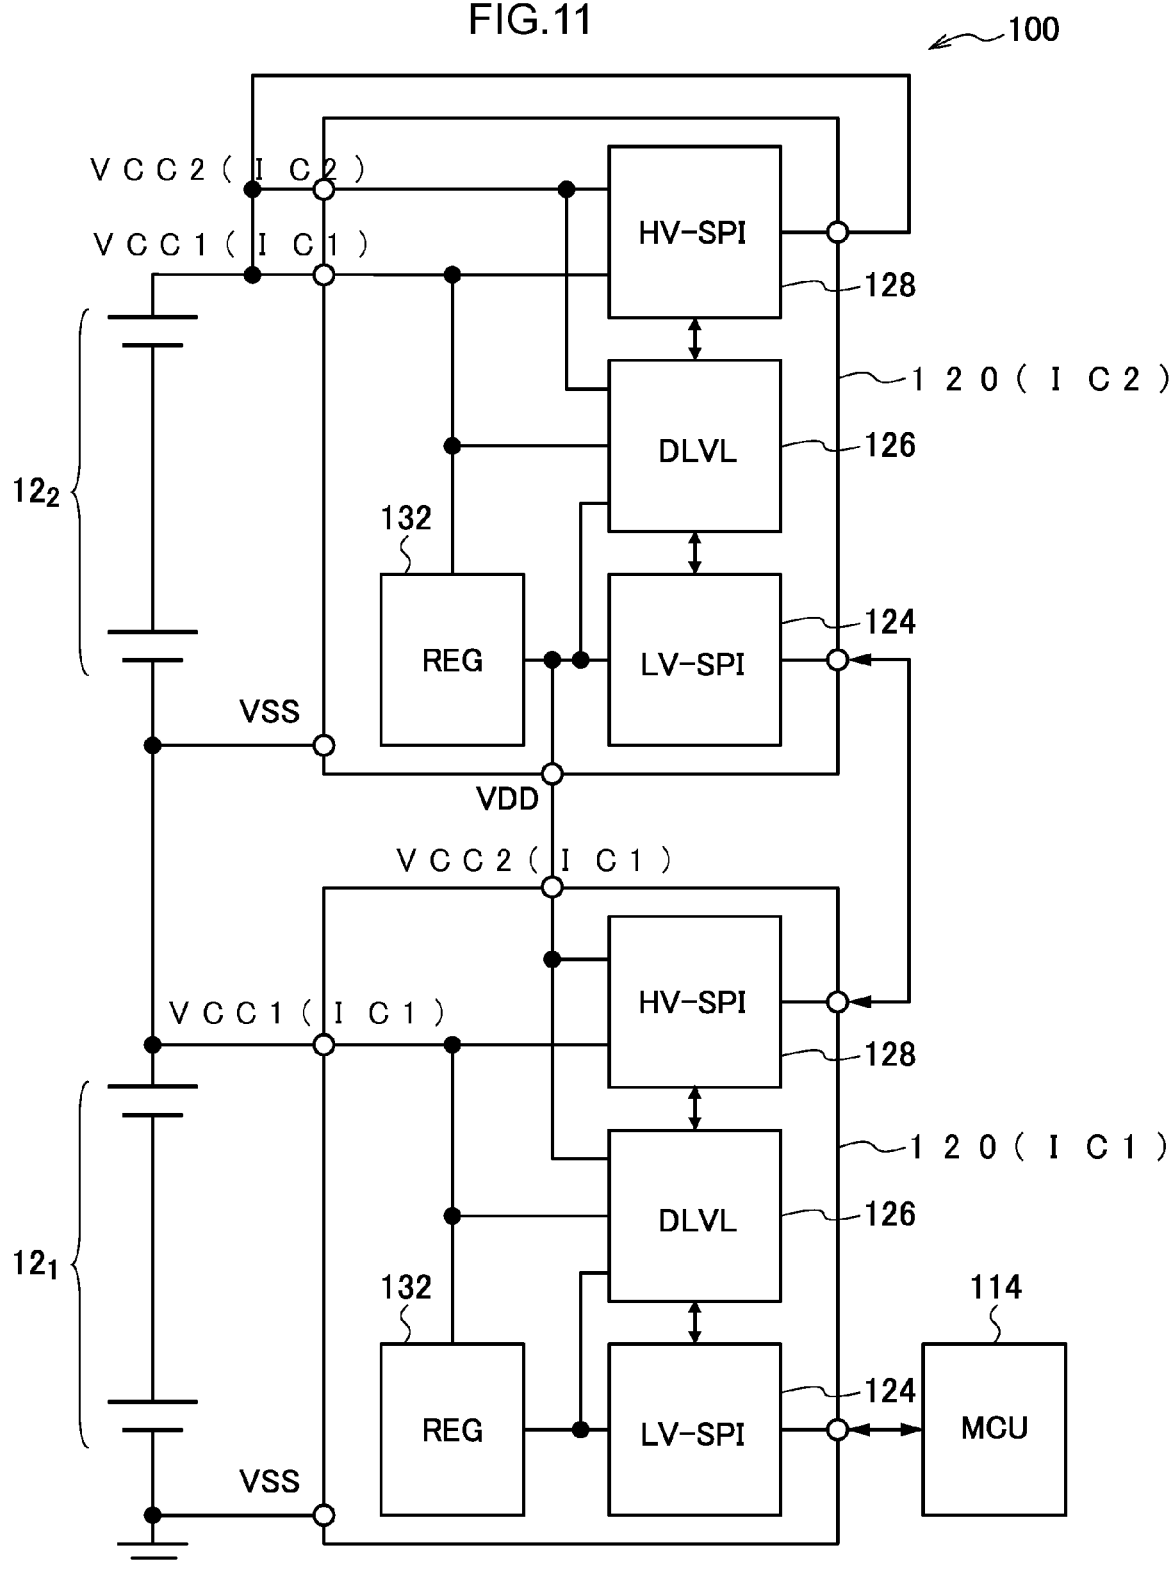 FIG.11
100
VCC2(IC2)
VCC1(IC1)
HV-SPI
128
120(IC2)
DLVL
126
12₂
132
REG
LV-SPI
124
VSS
VDD
VCC2(IC1)
HV-SPI
VCC1(IC1)
128
120(IC1)
DLVL
126
12₁
132
114
REG
LV-SPI
124
MCU
VSS